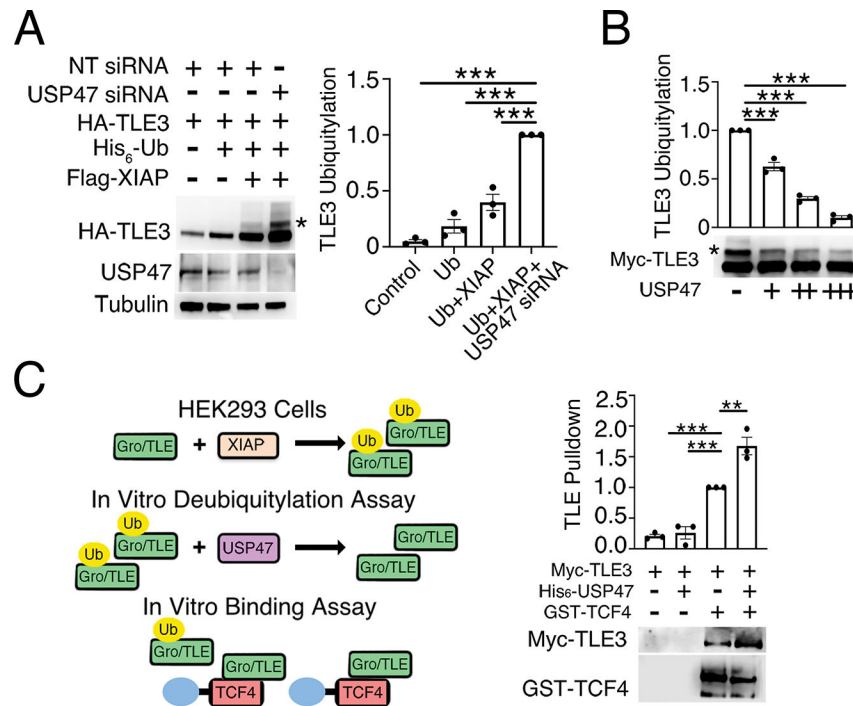 A
NT siRNA + + + -
USP47 siRNA - - - +
HA-TLE3 + + + +
His6-Ub - + + +
Flag-XIAP - - + +
HA-TLE3 *
USP47
Tubulin
TLE3 Ubiquitylation
1.5
1.0
0.5
0
*** 
***
***
Control
Ub
Ub+XIAP
Ub+XIAP+
USP47 siRNA
B
TLE3 Ubiquitylation
1.5
1.0
0.5
0
***
***
***
* 
Myc-TLE3
USP47 - + ++ +++
C
HEK293 Cells
Ub
Ub
Gro/TLE + XIAP Gro/TLE
Gro/TLE
In Vitro Deubiquitylation Assay
Ub
Ub
Gro/TLE + USP47 Gro/TLE
Gro/TLE Gro/TLE
In Vitro Binding Assay
Ub
Gro/TLE
Gro/TLE Gro/TLE
TCF4 TCF4
TLE Pulldown
2.5
2.0
1.5
1.0
0.5
0.0
**
***
***
Myc-TLE3 + + + +
His6-USP47 - + - +
GST-TCF4 - - + +
Myc-TLE3
GST-TCF4